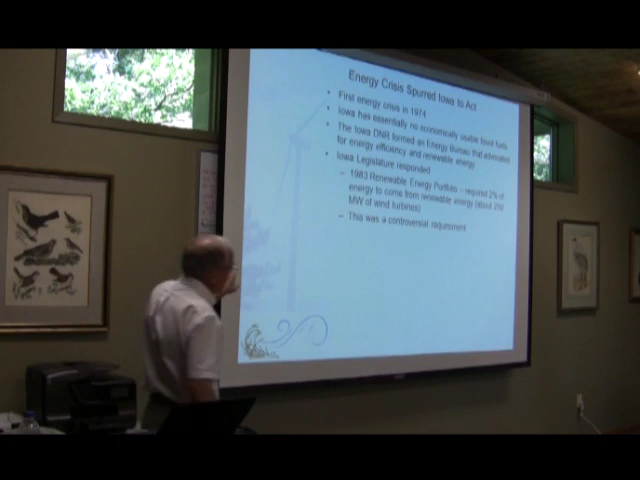 Energy Crisis Spurred Iowa to Act
• First energy crisis in 1974
• Iowa has essentially no economically usable fossil fuels
• The Iowa DNR formed an Energy Bureau that advocated
for energy efficiency and renewable energy
• Iowa Legislature responded
– 1983 Renewable Energy Portfolio – required 2% of
energy to come from renewable energy (about 250
MW of wind turbines)
– This was a controversial requirement